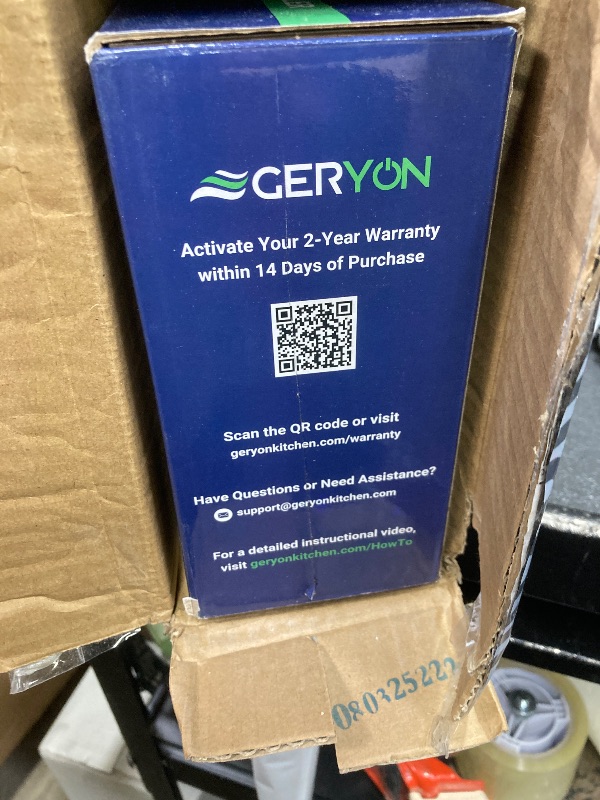 GERYON
Activate Your 2-Year Warranty
within 14 Days of Purchase
Scan the QR code or visit
geryonkitchen.com/warranty
Have Questions or Need Assistance?
support@geryonkitchen.com
For a detailed instructional video,
visit geryonkitchen.com/HowTo